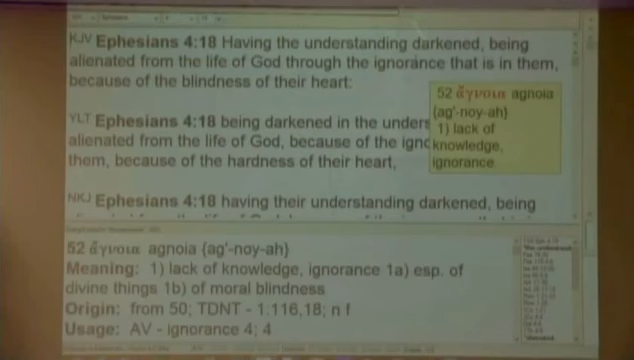 KJV Ephesians 4:18 Having the understanding darkened, being
alienated from the life of God through the ignorance that is in them,
because of the blindness of their heart:
52 ἄγνοια agnoia
{ag'-noy-ah}
1) lack of
knowledge,
ignorance
YLT Ephesians 4:18 being darkened in the unders
alienated from the life of God, because of the igno
them, because of the hardness of their heart,
NKJ Ephesians 4:18 having their understanding darkened, being
52 ἄγνοια agnoia {ag'-noy-ah}
Meaning: 1) lack of knowledge, ignorance 1a) esp. of
divine things 1b) of moral blindness
Origin: from 50; TDNT - 1.116,18; n f
Usage: AV - ignorance 4; 4